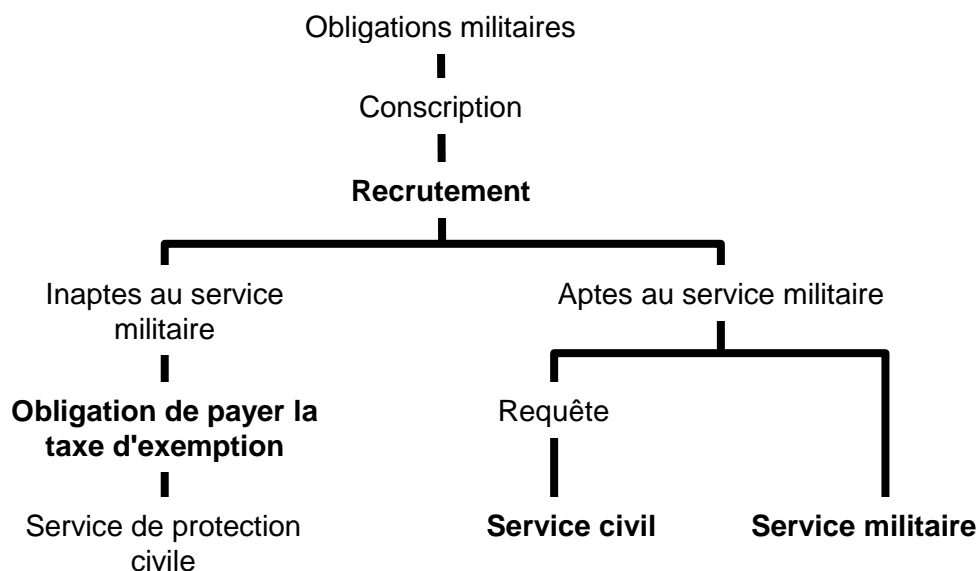 Obligations militaires
Conscription
Recrutement
Inaptes au service
militaire
Aptes au service militaire
Obligation de payer la
taxe d'exemption
Requête
Service de protection
civile
Service civil
Service militaire